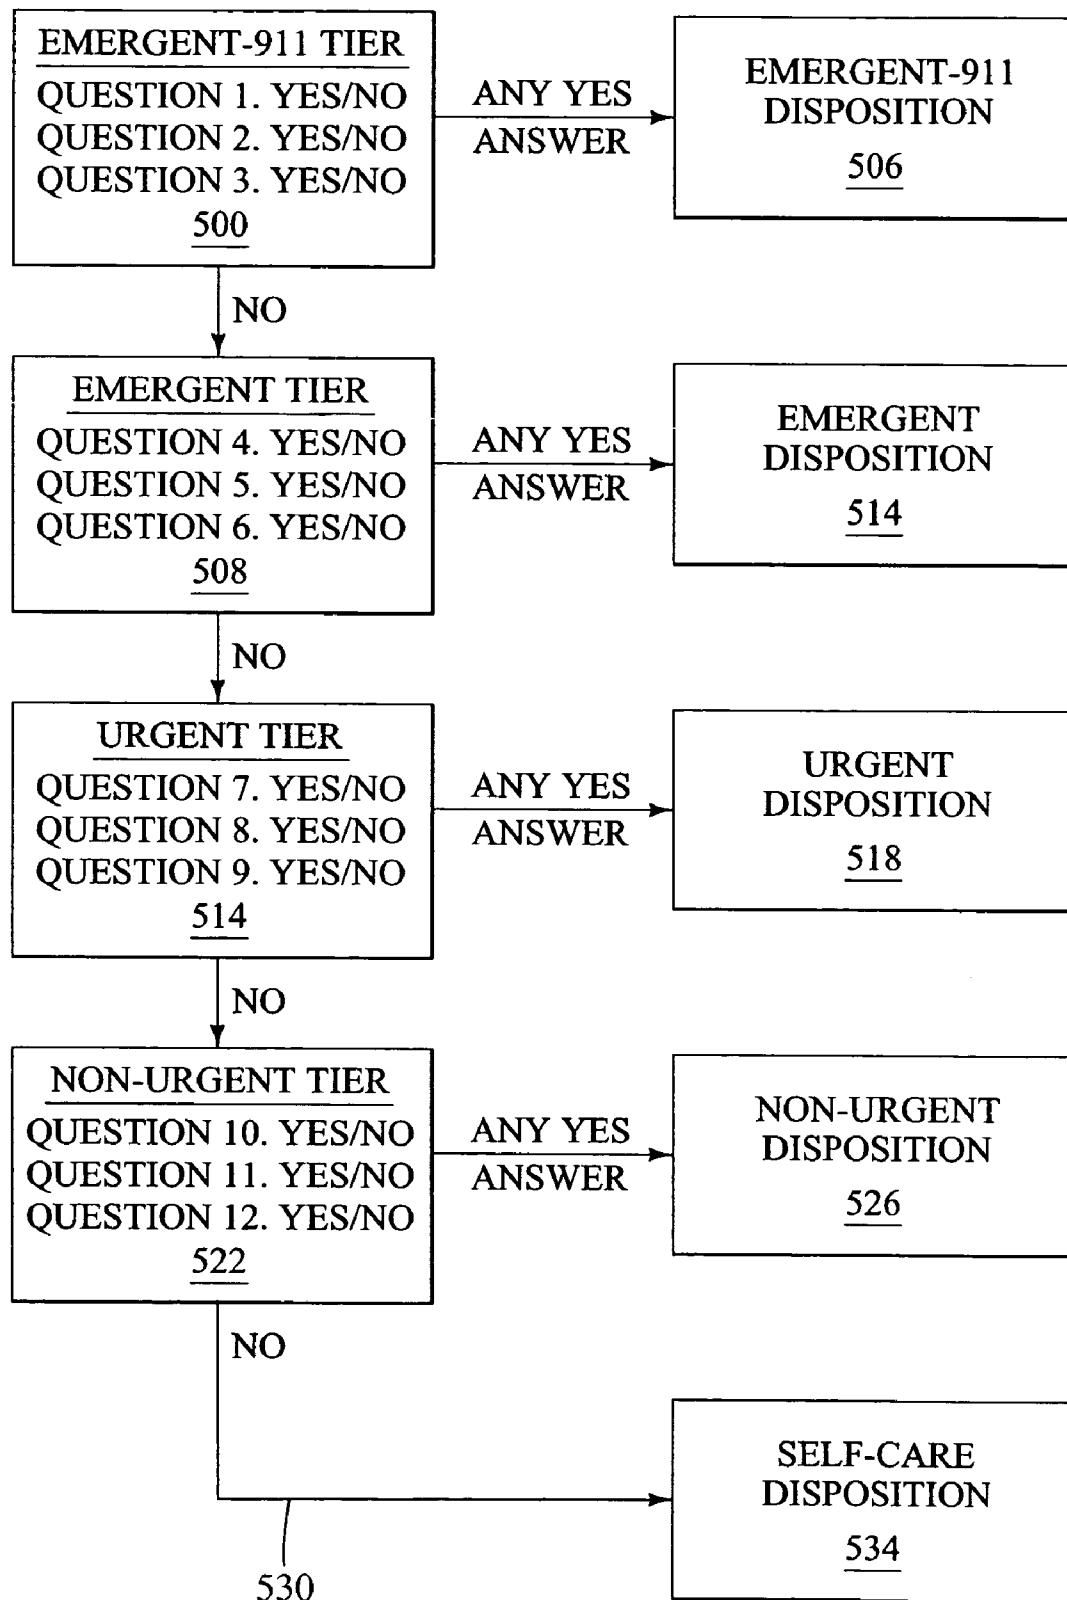 EMERGENT-911 TIER
QUESTION 1. YES/NO
QUESTION 2. YES/NO
QUESTION 3. YES/NO
500
ANY YES
ANSWER
EMERGENT-911
DISPOSITION
506
NO
EMERGENT TIER
QUESTION 4. YES/NO
QUESTION 5. YES/NO
QUESTION 6. YES/NO
508
ANY YES
ANSWER
EMERGENT
DISPOSITION
514
NO
URGENT TIER
QUESTION 7. YES/NO
QUESTION 8. YES/NO
QUESTION 9. YES/NO
514
ANY YES
ANSWER
URGENT
DISPOSITION
518
NO
NON-URGENT TIER
QUESTION 10. YES/NO
QUESTION 11. YES/NO
QUESTION 12. YES/NO
522
ANY YES
ANSWER
NON-URGENT
DISPOSITION
526
NO
SELF-CARE
DISPOSITION
534
530